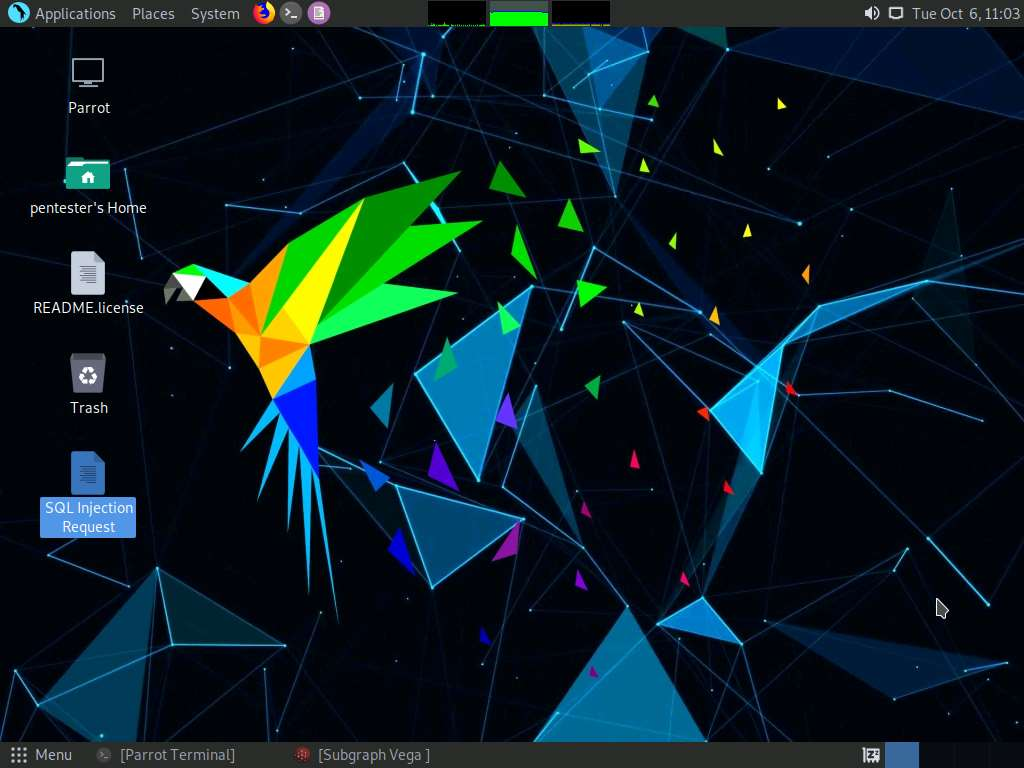 Applications Places System
Tue Oct 6, 11:03
Parrot
pentester's Home
README.license
Trash
SQL Injection
Request
Menu [Parrot Terminal] [Subgraph Vega ]